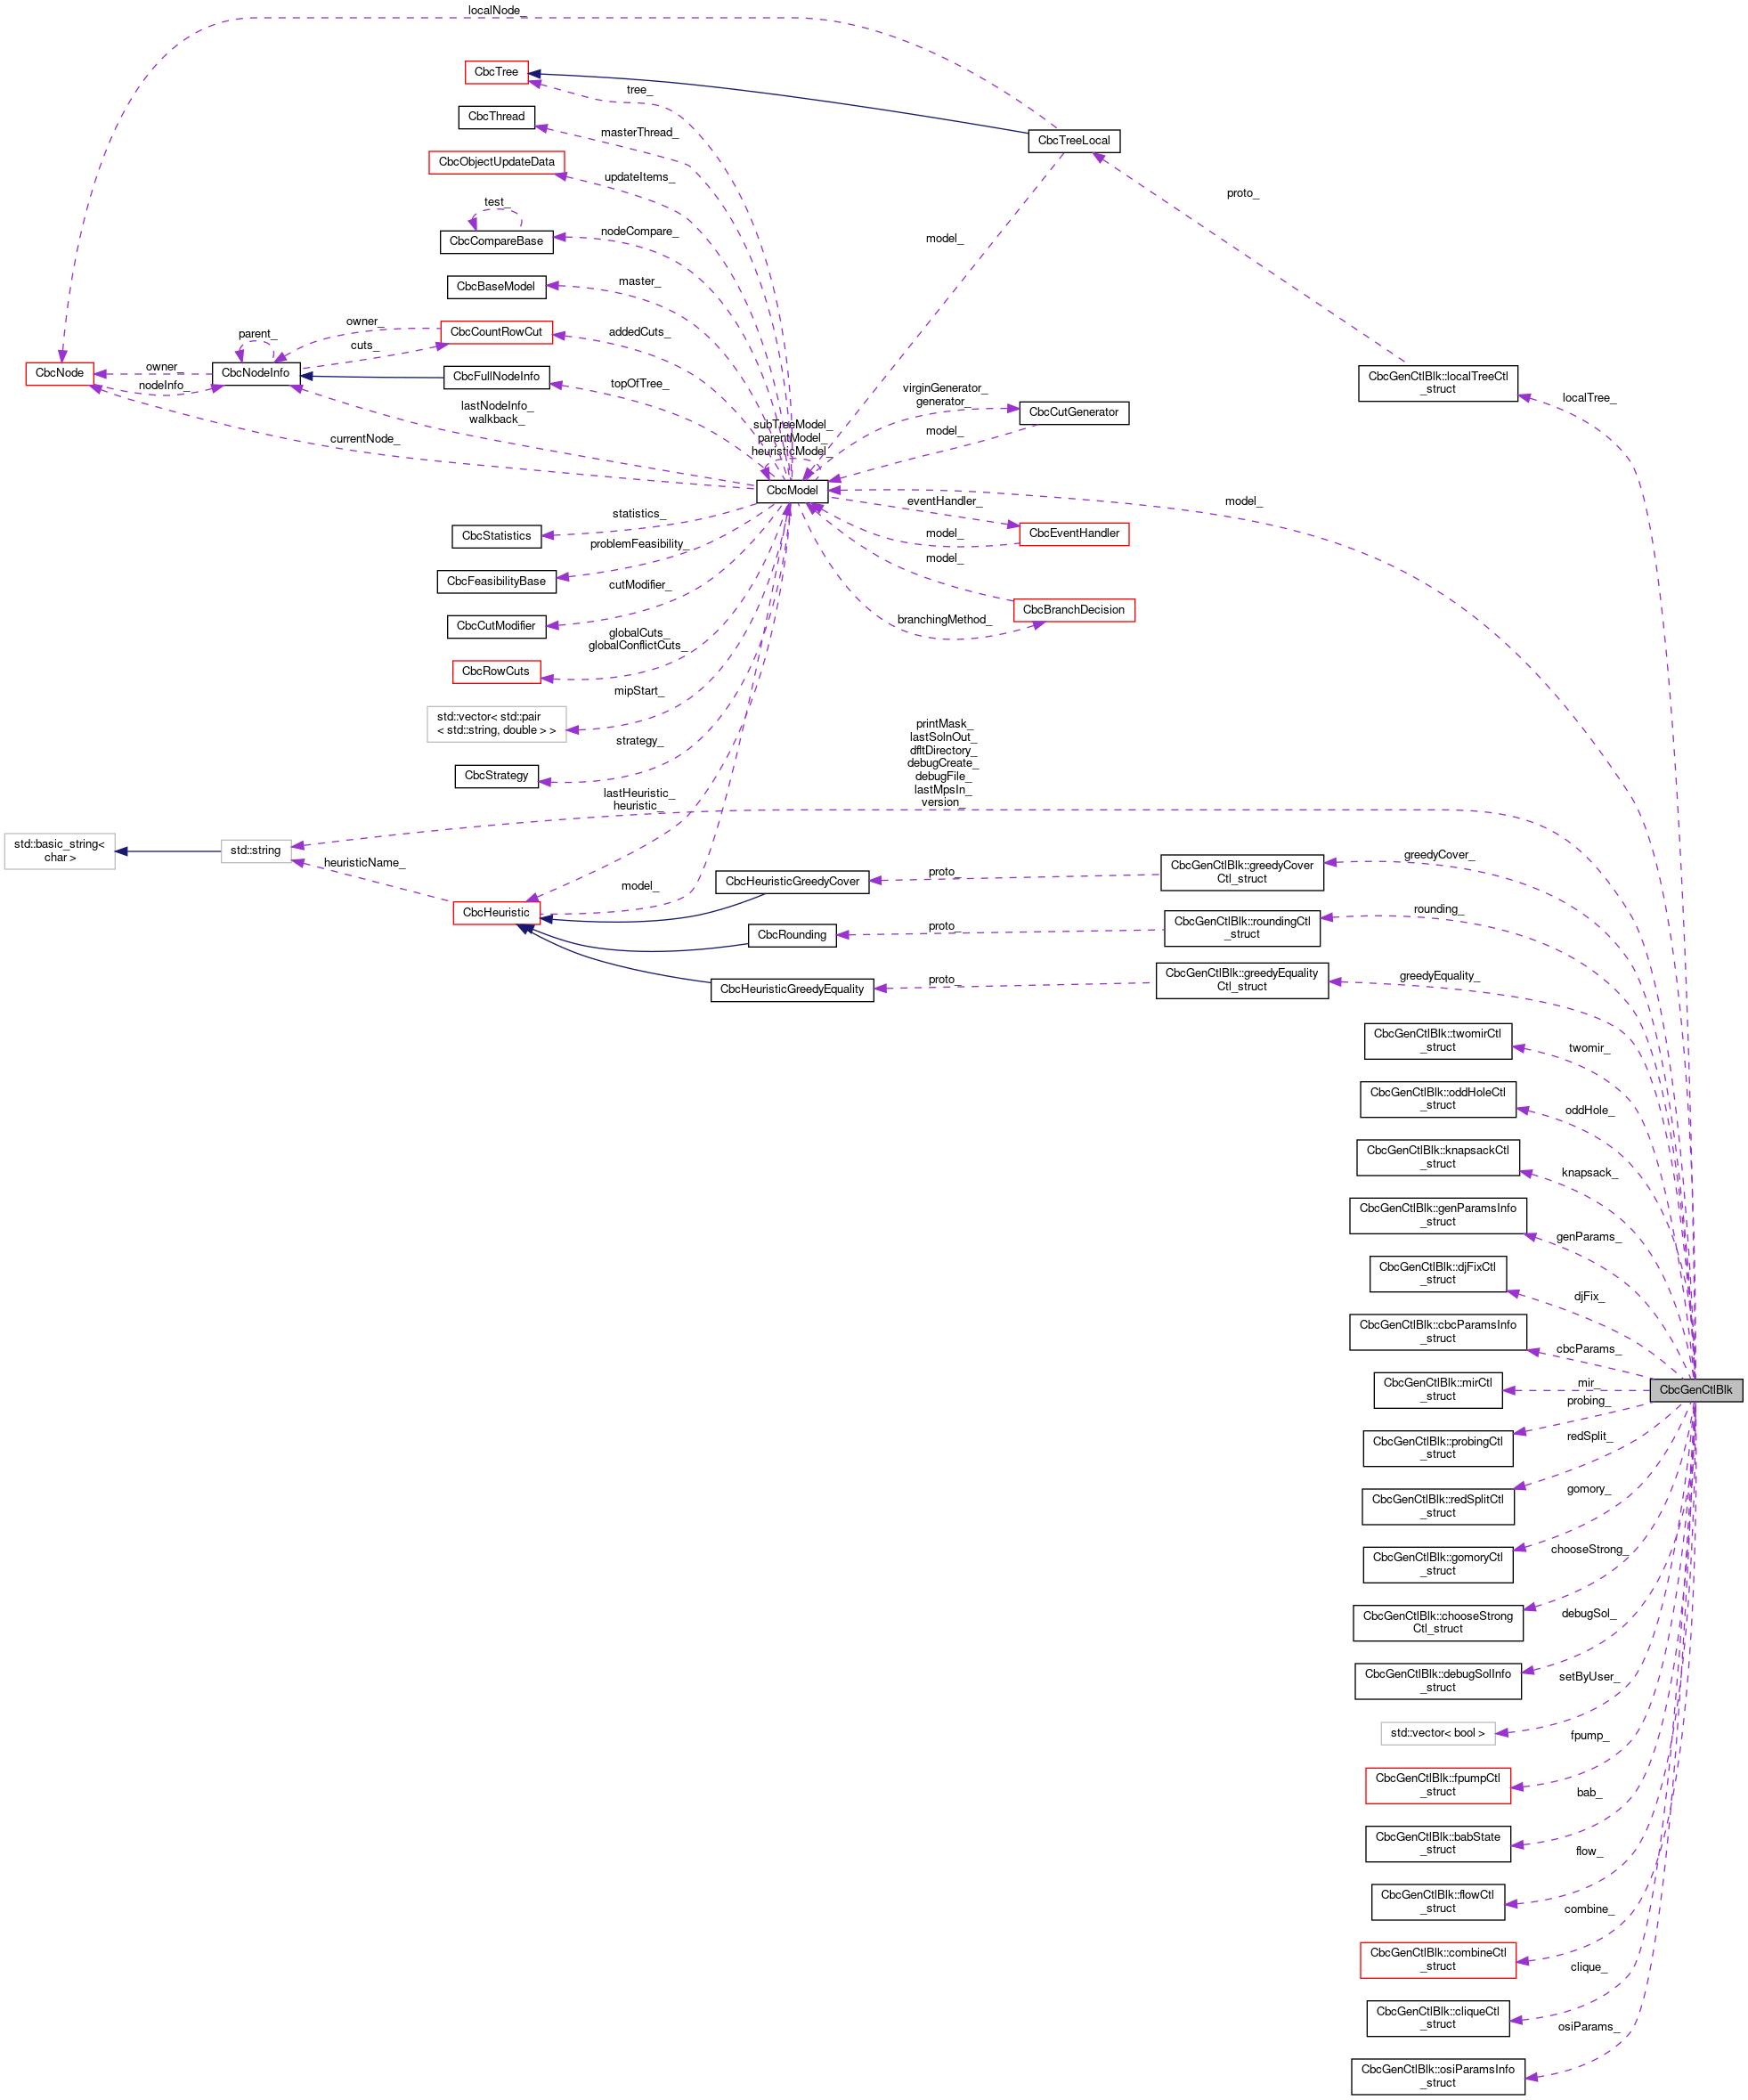 localNode_
CbcTree
tree_
CbcThread
masterThread_
CbcTreeLocal
CbcObjectUpdateData
updateItems_
proto_
test_
CbcCompareBase
nodeCompare_
model_
CbcBaseModel
master_
parent_
owner_
CbcCountRowCut
addedCuts_
cuts_
CbcNode
owner_
nodeInfo_
CbcNodeInfo
CbcFullNodeInfo
topOfTree_
CbcGenCtlBlk::localTreeCtl
_struct
localTree_
virginGenerator_
generator_
CbcCutGenerator
lastNodeInfo_
walkback_
currentNode_
subTreeModel_
parentModel_
heuristicModel_
model_
CbcModel
eventHandler_
model_
CbcStatistics
statistics_
CbcEventHandler
model_
problemFeasibility_
model_
CbcFeasibilityBase
cutModifier_
CbcBranchDecision
CbcCutModifier
branchingMethod_
globalCuts_
globalConflictCuts_
CbcRowCuts
mipStart_
std::vector< std::pair
< std::string, double > >
strategy_
CbcStrategy
printMask_
lastSolnOut_
dfltDirectory_
debugCreate_
debugFile_
lastMpsIn_
version_
lastHeuristic_
heuristic_
std::basic_string<
char >
std::string
heuristicName_
CbcHeuristic
model_
CbcHeuristicGreedyCover
proto_
CbcGenCtlBlk::greedyCover
Ctl_struct
greedyCover_
CbcRounding
proto_
CbcGenCtlBlk::roundingCtl
_struct
rounding_
CbcHeuristicGreedyEquality
proto_
CbcGenCtlBlk::greedyEquality
Ctl_struct
greedyEquality_
CbcGenCtlBlk::twomirCtl
_struct
twomir_
CbcGenCtlBlk::oddHoleCtl
_struct
oddHole_
CbcGenCtlBlk::knapsackCtl
_struct
knapsack_
CbcGenCtlBlk::genParamsInfo
_struct
genParams_
CbcGenCtlBlk::djFixCtl
_struct
djFix_
CbcGenCtlBlk::cbcParamsInfo
_struct
cbcParams_
CbcGenCtlBlk::mirCtl
_struct
mir_
CbcGenCtlBlk
probing_
CbcGenCtlBlk::probingCtl
_struct
redSplit_
CbcGenCtlBlk::redSplitCtl
_struct
gomory_
CbcGenCtlBlk::gomoryCtl
_struct
chooseStrong_
CbcGenCtlBlk::chooseStrong
Ctl_struct
debugSol_
CbcGenCtlBlk::debugSolInfo
_struct
setByUser_
std::vector< bool >
fpump_
CbcGenCtlBlk::fpumpCtl
_struct
bab_
CbcGenCtlBlk::babState
_struct
flow_
CbcGenCtlBlk::flowCtl
_struct
combine_
CbcGenCtlBlk::combineCtl
_struct
clique_
CbcGenCtlBlk::cliqueCtl
_struct
osiParams_
CbcGenCtlBlk::osiParamsInfo
_struct